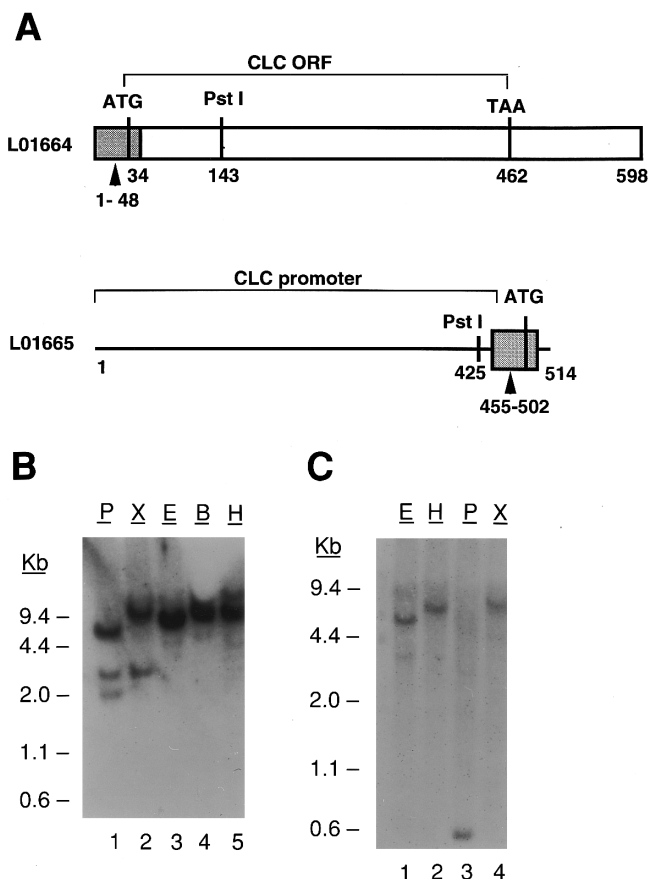 A
CLC ORF
ATG Pst I TAA
L01664
34 143 462 598
1- 48
CLC promoter
ATG
Pst I
L01665
1 425 514
455-502
B
P X E B H
Kb
9.4
4.4
2.0
1.1
0.6
1 2 3 4 5
C
E H P X
Kb
9.4
4.4
2.0
1.1
0.6
1 2 3 4